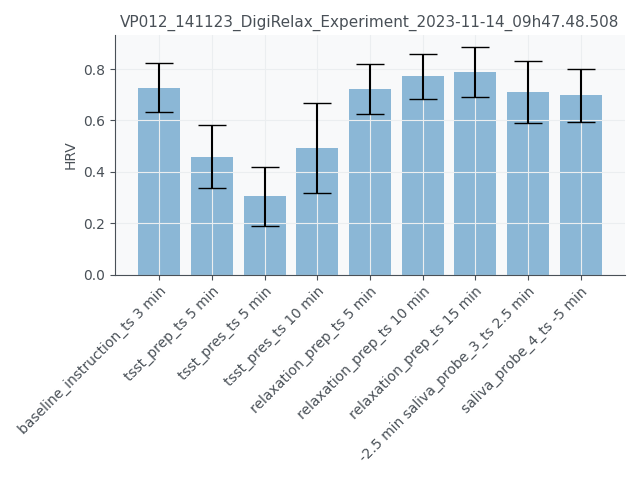 VP012_141123_DigiRelax_Experiment_2023-11-14_09h47.48.508
HRV
0.8
0.6
0.4
0.2
0.0
baseline_instruction_ts 3 min
tsst_prep_ts 5 min
tsst_pres_ts 5 min
tsst_pres_ts 10 min
relaxation_prep_ts 5 min
relaxation_prep_ts 10 min
relaxation_prep_ts 15 min
-2.5 min saliva_probe_3_ts 2.5 min
saliva_probe_4_ts -5 min